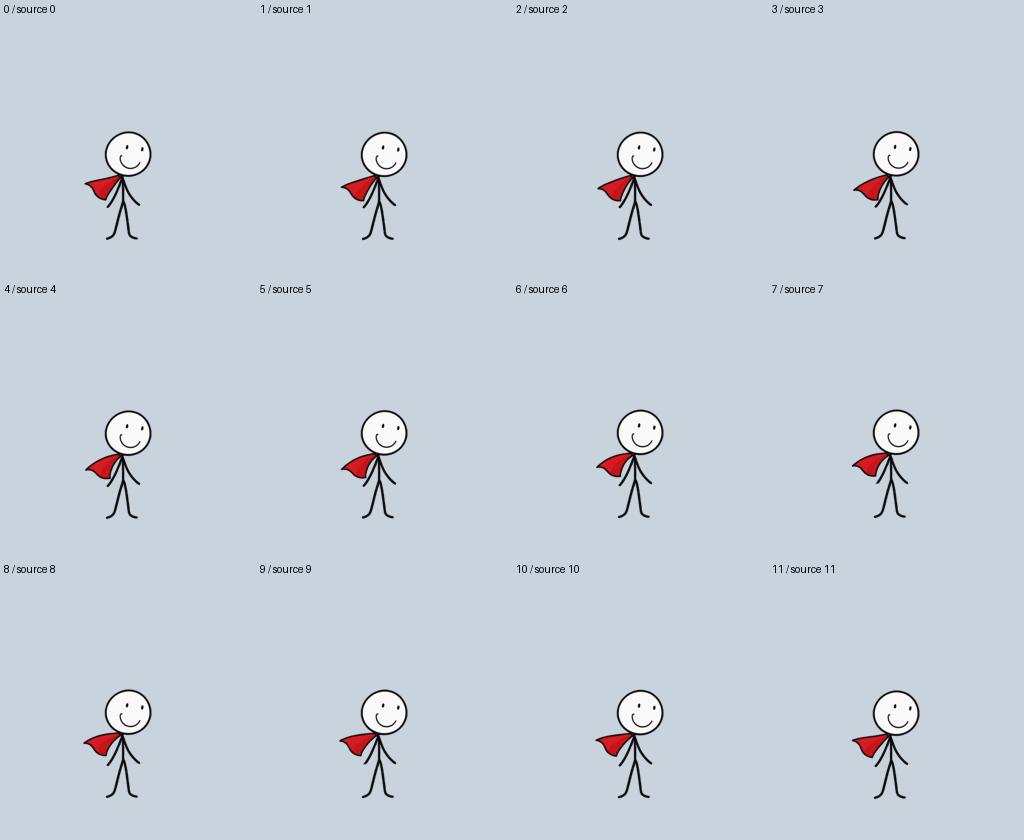 0 / source 0
1 / source 1
2 / source 2
3 / source 3
4 / source 4
5 / source 5
6 / source 6
7 / source 7
8 / source 8
9 / source 9
10 / source 10
11 / source 11